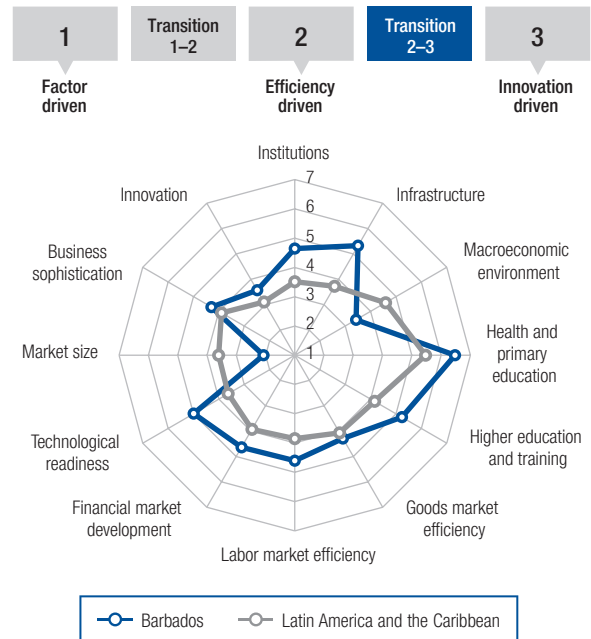 1
Transition
1–2
2
Transition
2–3
3
Factor
driven
Efficiency
driven
Innovation
driven
Institutions
7
Innovation
6
Infrastructure
5
Business
sophistication
4
Macroeconomic
environment
3
2
Market size
1
Health and
primary
education
Technological
readiness
Higher education
and training
Financial market
development
Goods market
efficiency
Labor market efficiency
Barbados
Latin America and the Caribbean